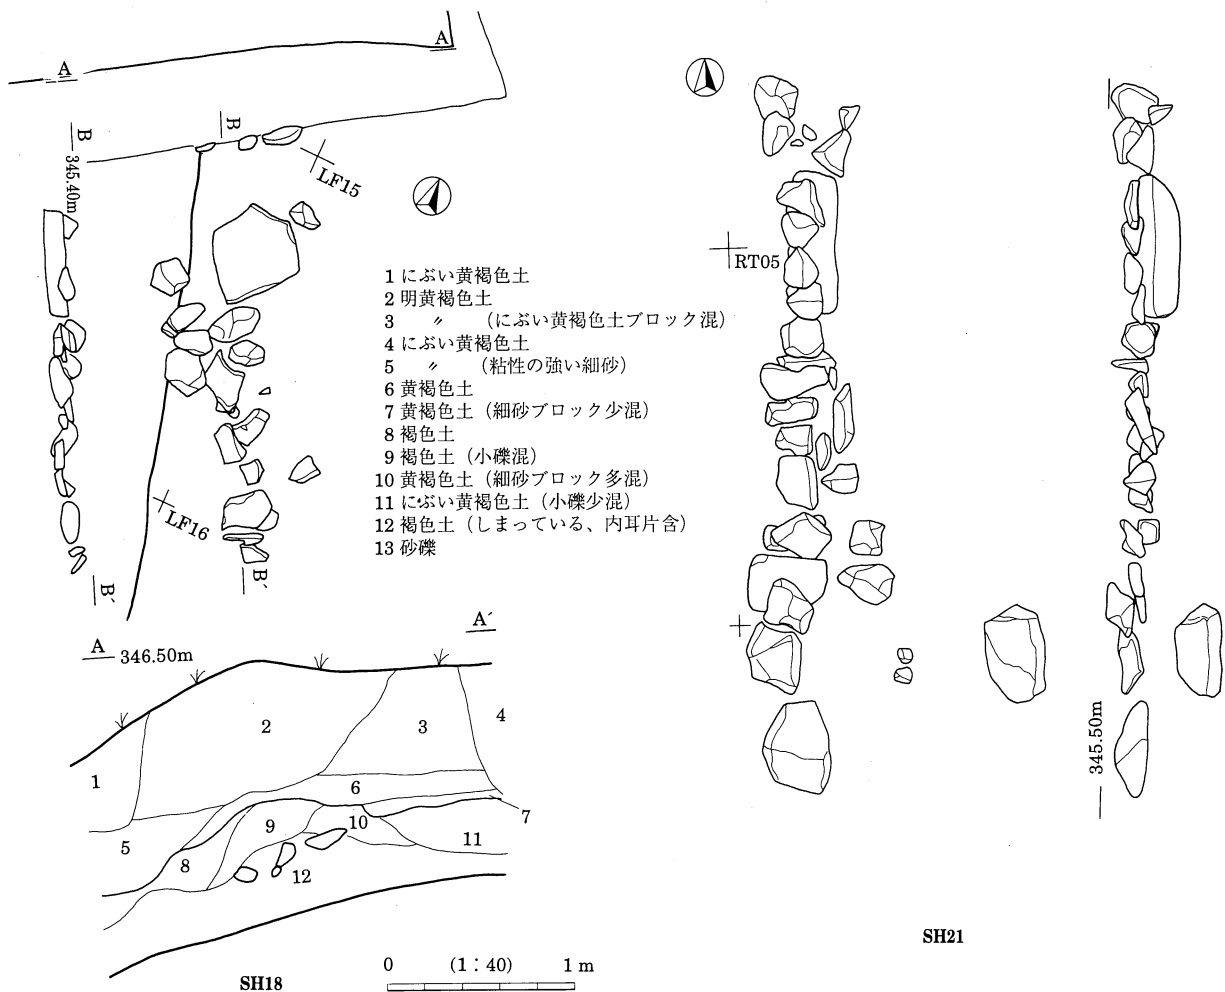 A
A
B
B
345.40m
LF15
RT05
1 にぶい黄褐色土
2 明黄褐色土
3 〃 （にぶい黄褐色土ブロック混）
4 にぶい黄褐色土
5 〃 （粘性の強い細砂）
6 黄褐色土
7 黄褐色土（細砂ブロック少混）
8 褐色土
9 褐色土（小礫混）
10 黄褐色土（細砂ブロック多混）
11 にぶい黄褐色土（小礫少混）
12 褐色土（しまっている、内耳片含）
13 砂礫
LF16
B´
B´
A
346.50m
A´
1
2
3
4
5
6
7
8
9
10
11
12
345.50m
SH21
SH18
0 (1：40) 1 m